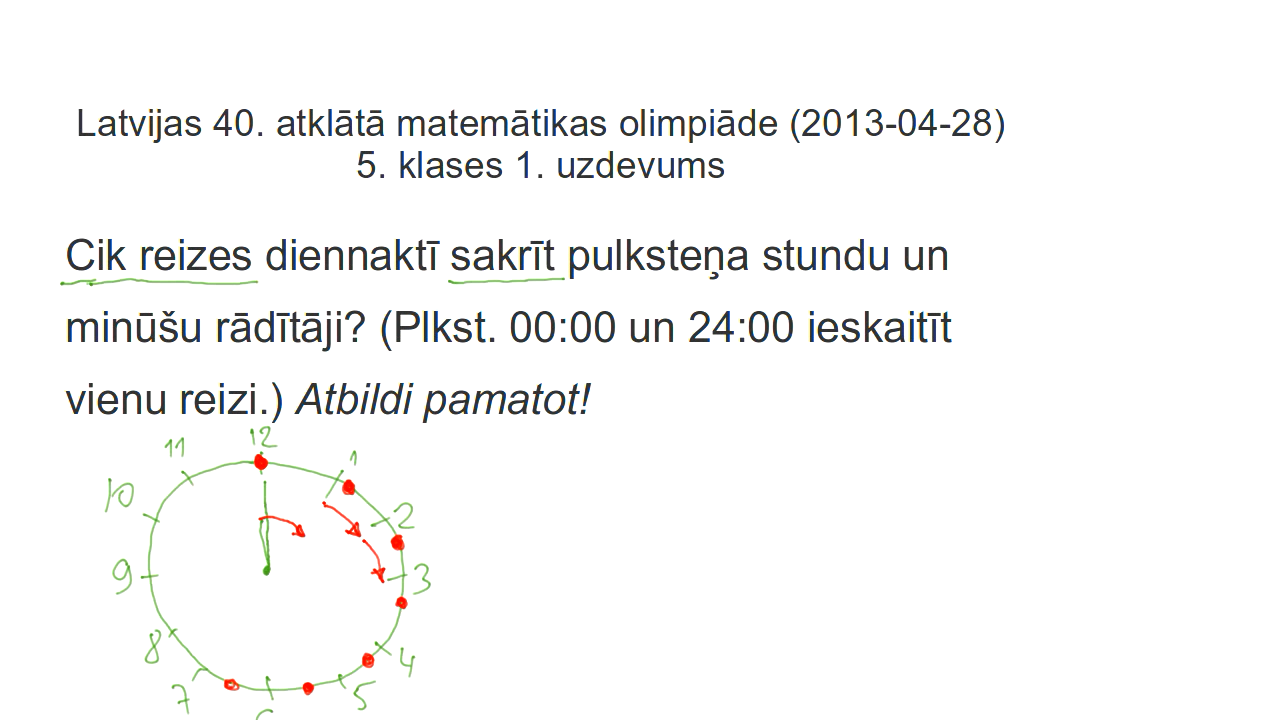 Latvijas 40. atklātā matemātikas olimpiāde (2013-04-28)
5. klases 1. uzdevums
Cik reizes diennaktī sakrīt pulksteņa stundu un
minūšu rādītāji? (Plkst. 00:00 un 24:00 ieskaitīt
vienu reizi.) Atbildi pamatot!
12
11
1
10
2
9
3
8
4
7
5